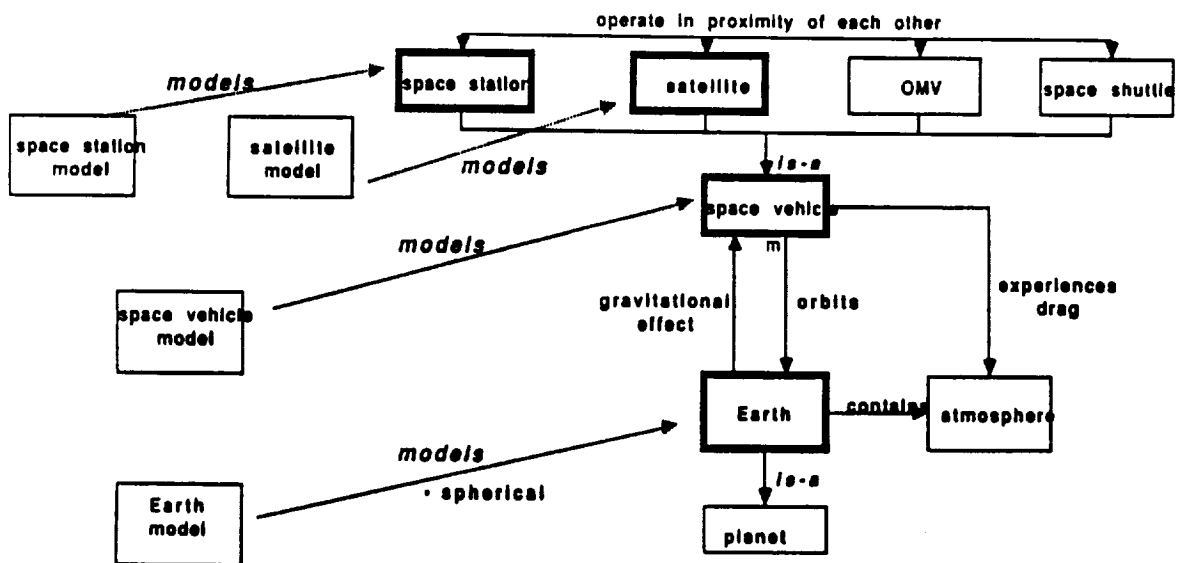 operate in proximity of each other
space station
satellite
OMV
space shuttle
models
space station
model
satellite
model
models
is-a
space vehic
m
models
gravitational
effect
orbits
experiences
drag
space vehicle
model
Earth
contains
atmosphere
models
• spherical
is-a
Earth
model
planet